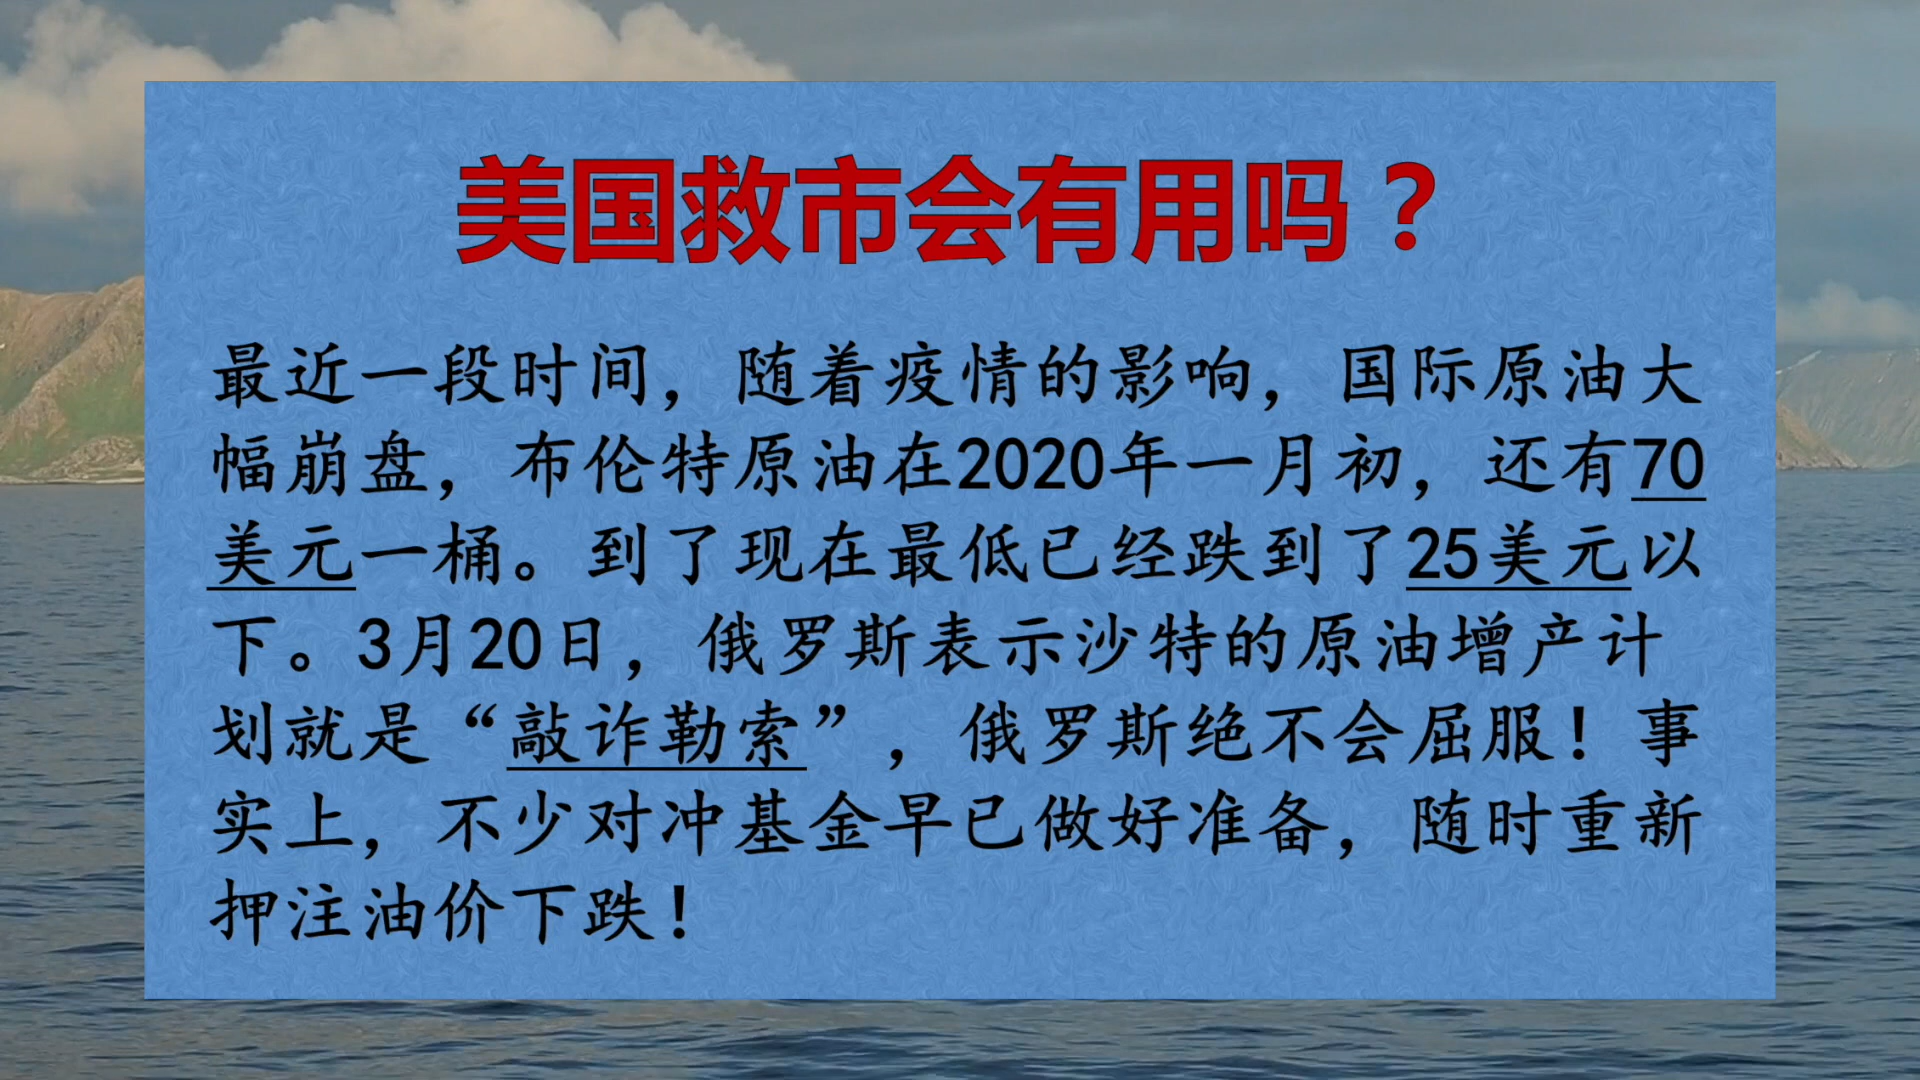 美国救市会有用吗？
最近一段时间，随着疫情的影响，国际原油大
幅崩盘，布伦特原油在2020年一月初，还有70
美元一桶。到了现在最低已经跌到了25美元以
下。3月20日，俄罗斯表示沙特的原油增产计
划就是“敲诈勒索”，俄罗斯绝不会屈服！事
实上，不少对冲基金早已做好准备，随时重新
押注油价下跌！